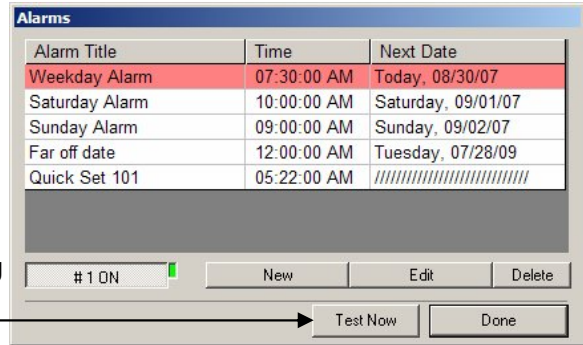 Alarms
Alarm Title Time Next Date
Weekday Alarm 07:30:00 AM Today, 08/30/07
Saturday Alarm 10:00:00 AM Saturday, 09/01/07
Sunday Alarm 09:00:00 AM Sunday, 09/02/07
Far off date 12:00:00 AM Tuesday, 07/28/09
Quick Set 101 05:22:00 AM //////////////////////////////
# 1 ON New Edit Delete
Test Now Done